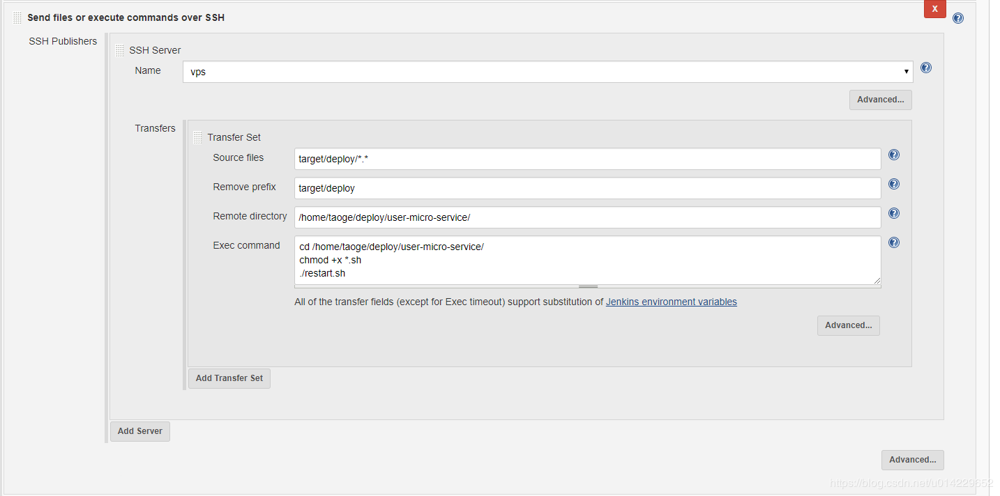 Send files or execute commands over SSH
X
?
SSH Publishers
SSH Server
Name
vps
?
Advanced...
Transfers
Transfer Set
Source files
target/deploy/*.*
?
Remove prefix
target/deploy
?
Remote directory
/home/taoge/deploy/user-micro-service/
?
Exec command
cd /home/taoge/deploy/user-micro-service/
chmod +x *.sh
./restart.sh
?
All of the transfer fields (except for Exec timeout) support substitution of Jenkins environment variables
Advanced...
Add Transfer Set
Add Server
Advanced...
https://blog.csdn.net/u014229652